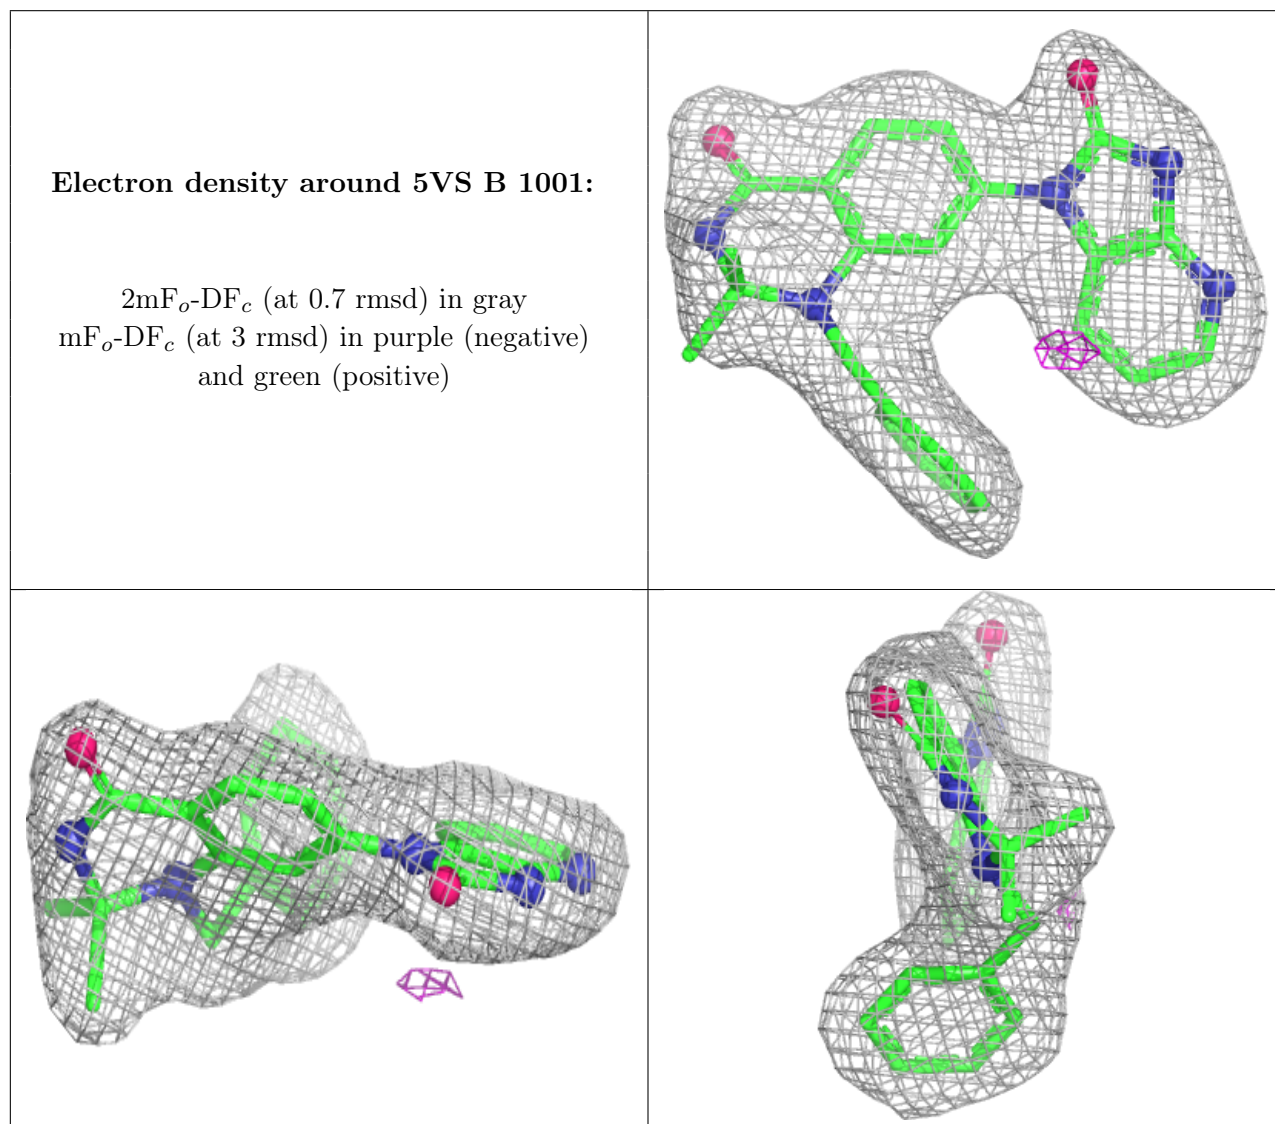 Electron density around 5VS B 1001:
2mFo-DFc (at 0.7 rmsd) in gray
mFo-DFc (at 3 rmsd) in purple (negative)
and green (positive)